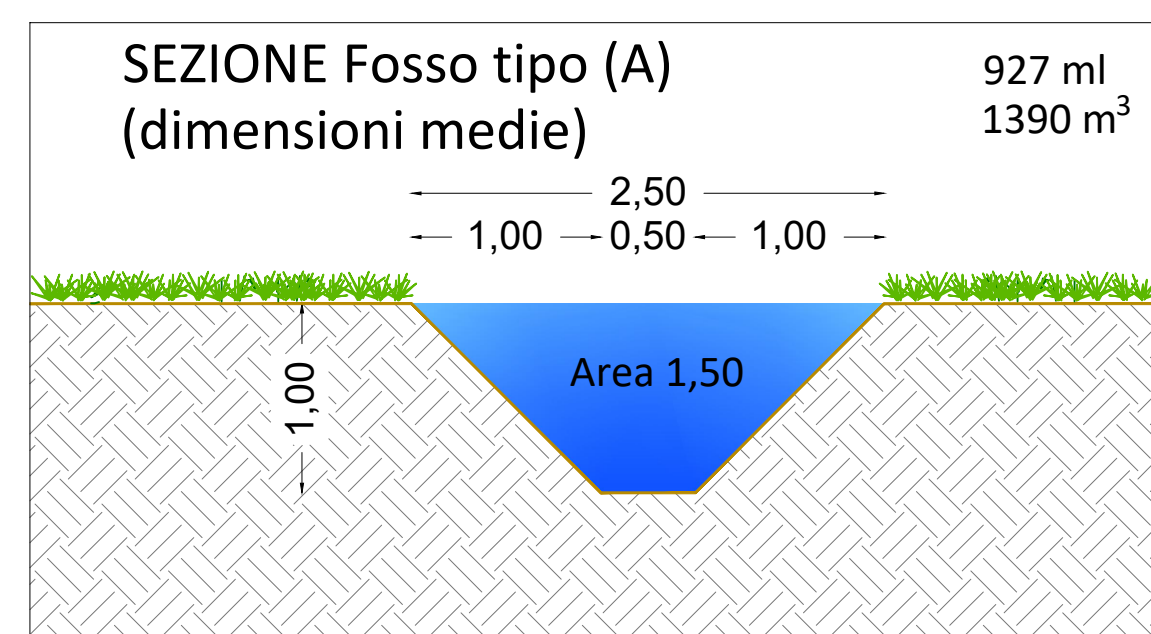 SEZIONE Fosso tipo (A)
(dimensioni medie)
927 ml
1390 m³
2,50
1,00 0,50 1,00
1,00
Area 1,50